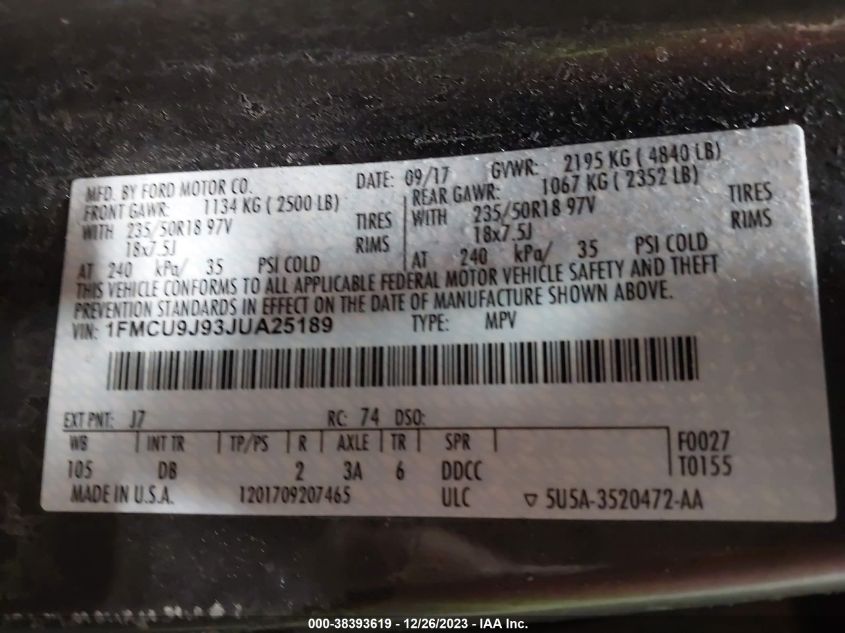 MFD. BY FORD MOTOR CO. DATE: 09/17 GVWR: 2195 KG ( 4840 LB)
FRONT GAWR: 1134 KG ( 2500 LB) REAR GAWR: 1067 KG ( 2352 LB)
WITH 235/50R18 97V TIRES WITH 235/50R18 97V TIRES
18x7.5J RIMS 18x7.5J RIMS
AT 240 kPa/ 35 PSI COLD AT 240 kPa/ 35 PSI COLD
THIS VEHICLE CONFORMS TO ALL APPLICABLE FEDERAL MOTOR VEHICLE SAFETY AND THEFT
PREVENTION STANDARDS IN EFFECT ON THE DATE OF MANUFACTURE SHOWN ABOVE.
VIN: 1FMCU9J93JUA25189 TYPE: MPV
EXT PNT: J7 RC: 74 DSO:
WB INT TR TP/PS R AXLE TR SPR F0027
105 DB 2 3A 6 DDCC T0155
MADE IN U.S.A. 1201709207465 ULC ▽ 5U5A-3520472-AA
000-38393619 - 12/26/2023 - IAA Inc.